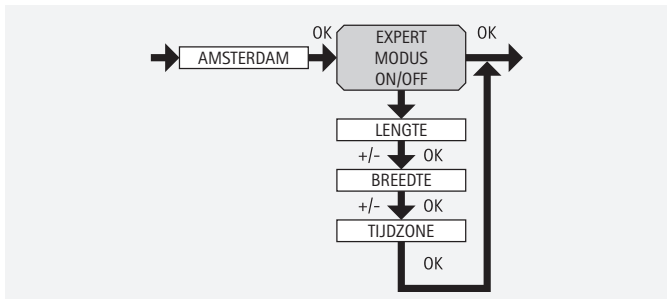 OK
OK
AMSTERDAM
EXPERT
MODUS
ON/OFF
LENGTE
+/- OK
BREEDTE
+/- OK
TIJDZONE
OK